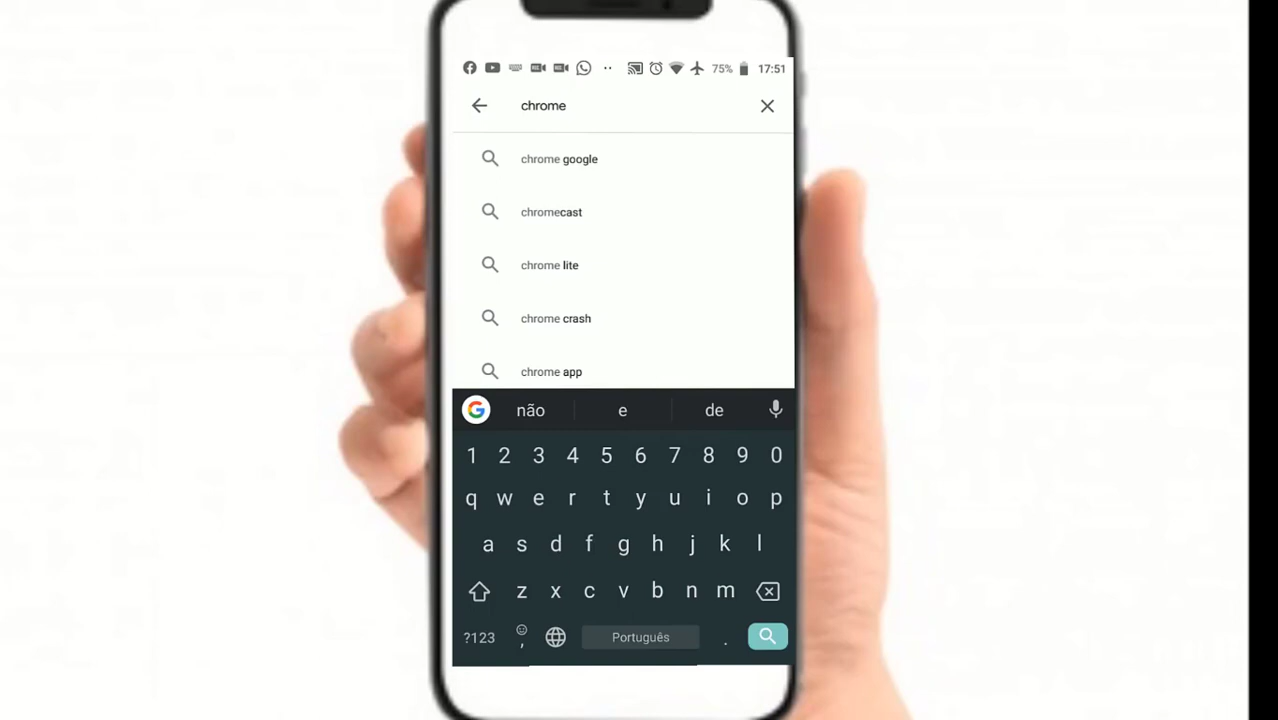 75% 17:51
chrome
chrome google
chromecast
chrome lite
chrome crash
chrome app
não e de
1 2 3 4 5 6 7 8 9 0
q w e r t y u i o p
a s d f g h j k l
z x c v b n m
?123 , Português .